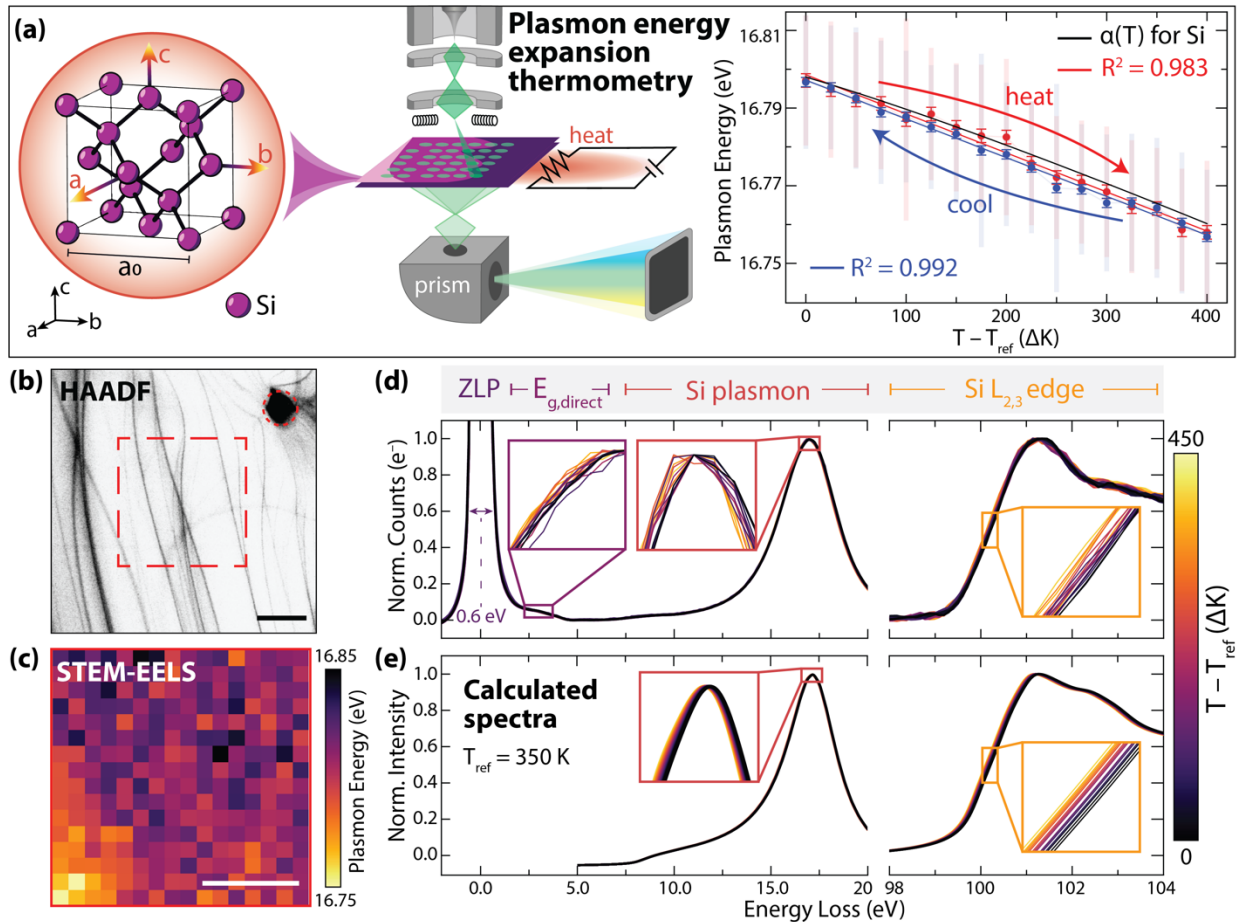 (a)
c
b
a
a₀
c
a
b
Si
Plasmon energy
expansion
thermometry
heat
prism
Plasmon Energy (eV)
16.81
16.79
16.77
16.75
α(T) for Si
R² = 0.983
heat
cool
R² = 0.992
0 100 200 300 400
T − T_ref (ΔK)
(b)
HAADF
(c)
STEM-EELS
16.85
Plasmon Energy (eV)
16.75
(d)
ZLP E_g,direct Si plasmon Si L₂,₃ edge
Norm. Counts (e⁻)
1.0
0.8
0.6
0.4
0.2
0.0
0.6 eV
450
T − T_ref (ΔK)
0
(e)
Calculated
spectra
T_ref = 350 K
Norm. Intensity
1.0
0.8
0.6
0.4
0.2
0.0
0.0 5.0 10.0 15.0 20 98 100 102 104
Energy Loss (eV)